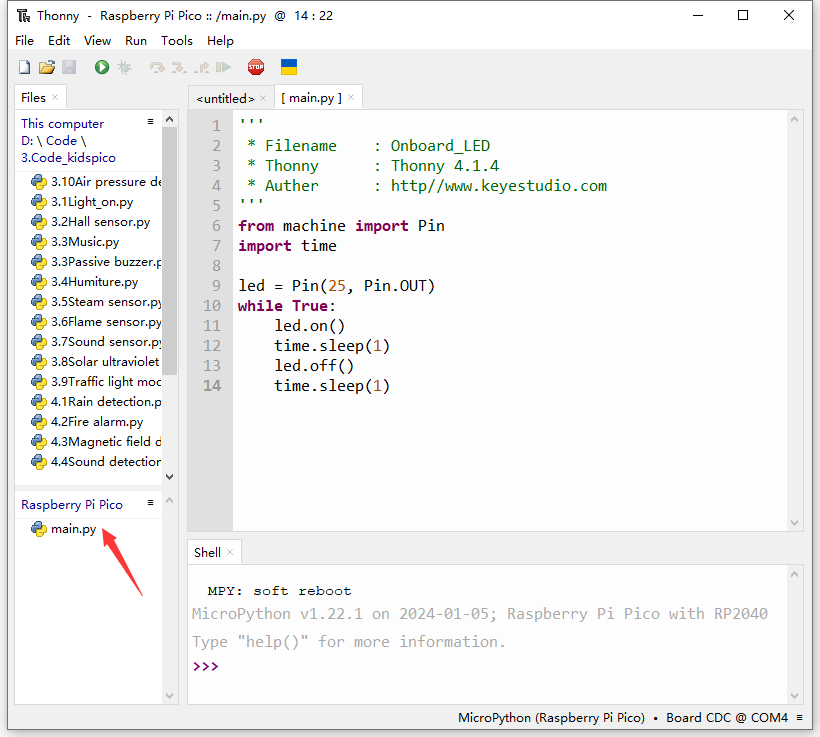 Thonny - Raspberry Pi Pico :: /main.py @ 14 : 22
File Edit View Run Tools Help
STOP
Files
This computer
D: \ Code \
3.Code_kidspico
3.10Air pressure de
3.1Light_on.py
3.2Hall sensor.py
3.3Music.py
3.3Passive buzzer.p
3.4Humiture.py
3.5Steam sensor.py
3.6Flame sensor.py
3.7Sound sensor.py
3.8Solar ultraviolet
3.9Traffic light moc
4.1Rain detection.p
4.2Fire alarm.py
4.3Magnetic field d
4.4Sound detection
Raspberry Pi Pico
main.py
<untitled> [ main.py ]
1 '''
2 * Filename : Onboard_LED
3 * Thonny : Thonny 4.1.4
4 * Auther : http//www.keyestudio.com
5 '''
6 from machine import Pin
7 import time
8
9 led = Pin(25, Pin.OUT)
10 while True:
11 led.on()
12 time.sleep(1)
13 led.off()
14 time.sleep(1)
Shell
MPY: soft reboot
MicroPython v1.22.1 on 2024-01-05; Raspberry Pi Pico with RP2040
Type "help()" for more information.
>>>
MicroPython (Raspberry Pi Pico) • Board CDC @ COM4 ≡